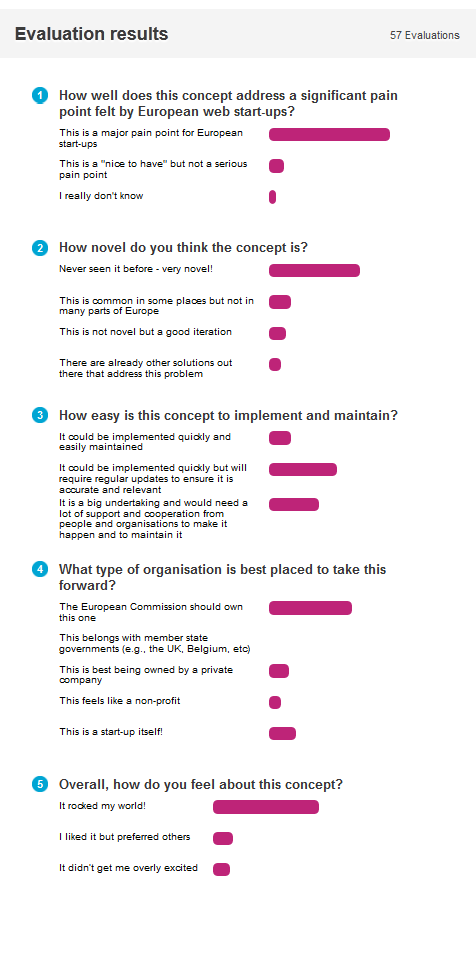 Evaluation results
57 Evaluations
1
How well does this concept address a significant pain
point felt by European web start-ups?
This is a major pain point for European
start-ups
This is a "nice to have" but not a serious
pain point
I really don't know
2
How novel do you think the concept is?
Never seen it before - very novel!
This is common in some places but not in
many parts of Europe
This is not novel but a good iteration
There are already other solutions out
there that address this problem
3
How easy is this concept to implement and maintain?
It could be implemented quickly and
easily maintained
It could be implemented quickly but will
require regular updates to ensure it is
accurate and relevant
It is a big undertaking and would need a
lot of support and cooperation from
people and organisations to make it
happen and to maintain it
4
What type of organisation is best placed to take this
forward?
The European Commission should own
this one
This belongs with member state
governments (e.g., the UK, Belgium, etc)
This is best being owned by a private
company
This feels like a non-profit
This is a start-up itself!
5
Overall, how do you feel about this concept?
It rocked my world!
I liked it but preferred others
It didn't get me overly excited